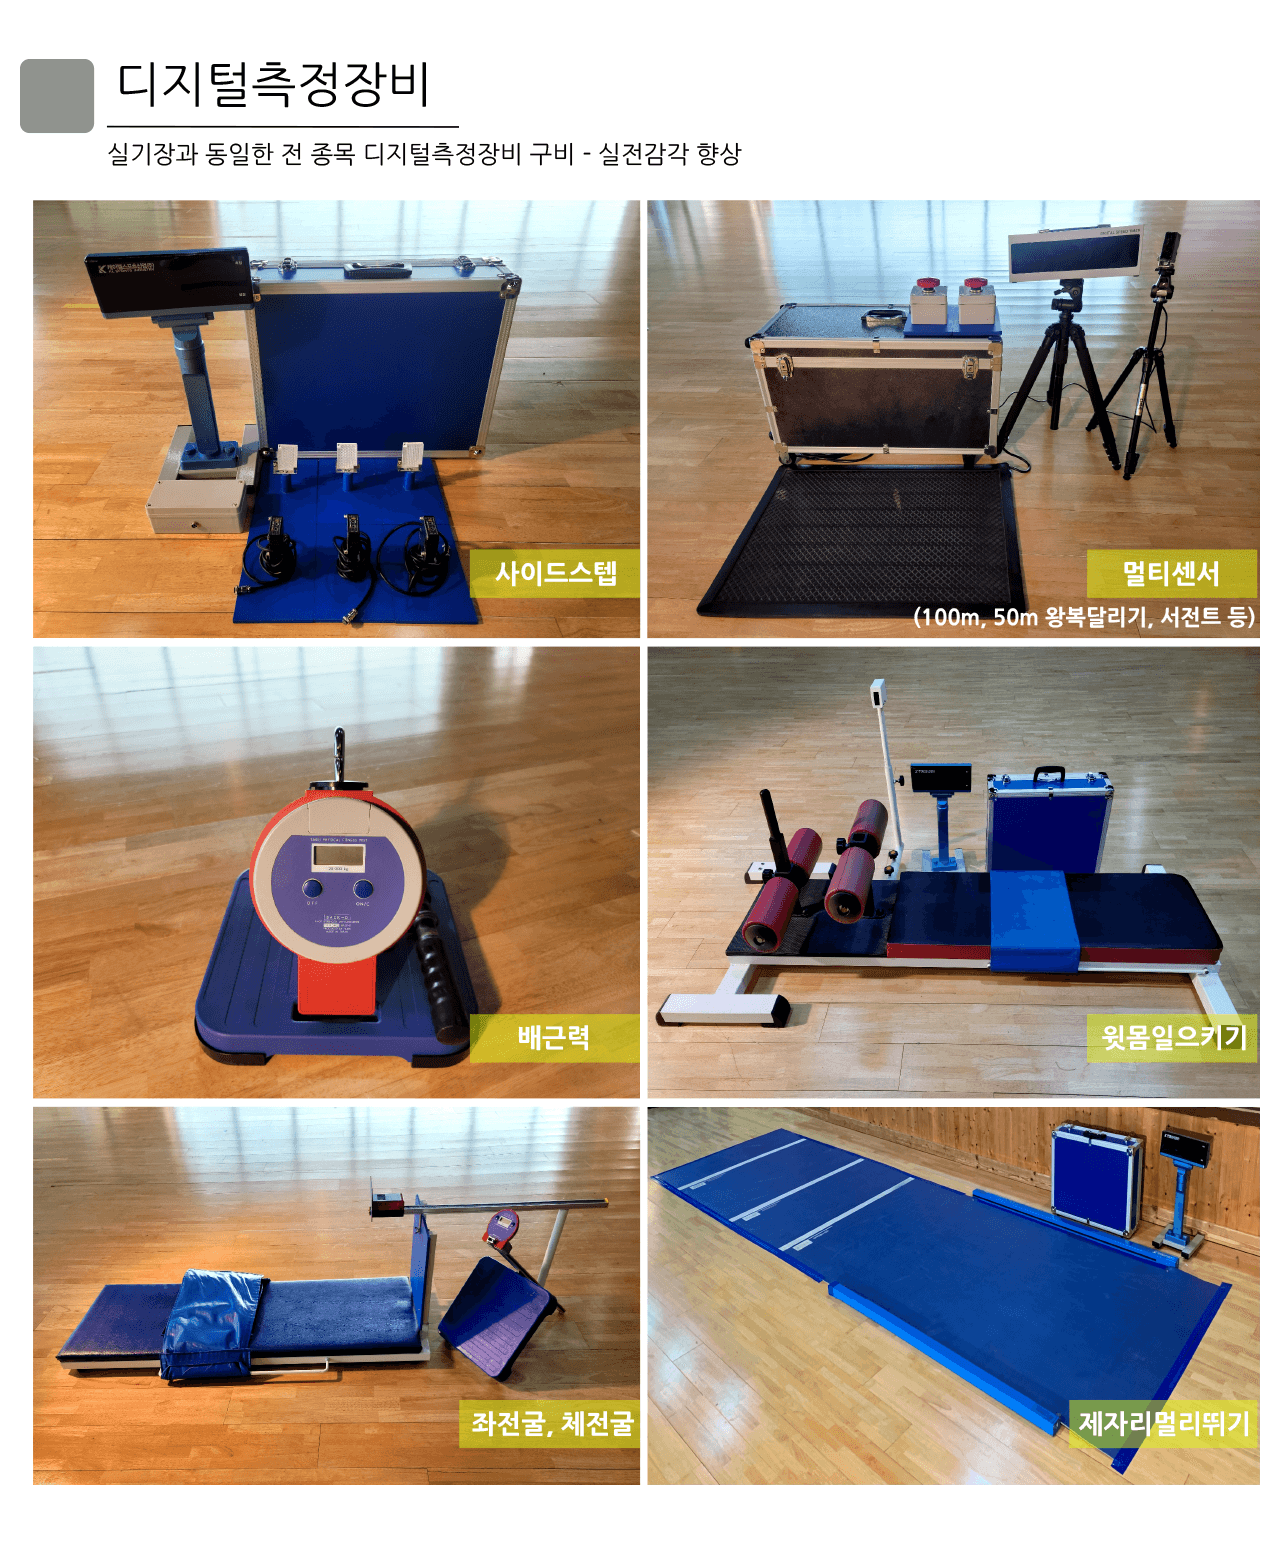 디지털측정장비
실기장과 동일한 전 종목 디지털측정장비 구비 - 실전감각 향상
사이드스텝
멀티센서
(100m, 50m 왕복달리기, 서전트 등)
OFF
ON/C
배근력
윗몸일으키기
좌전굴, 체전굴
제자리멀리뛰기